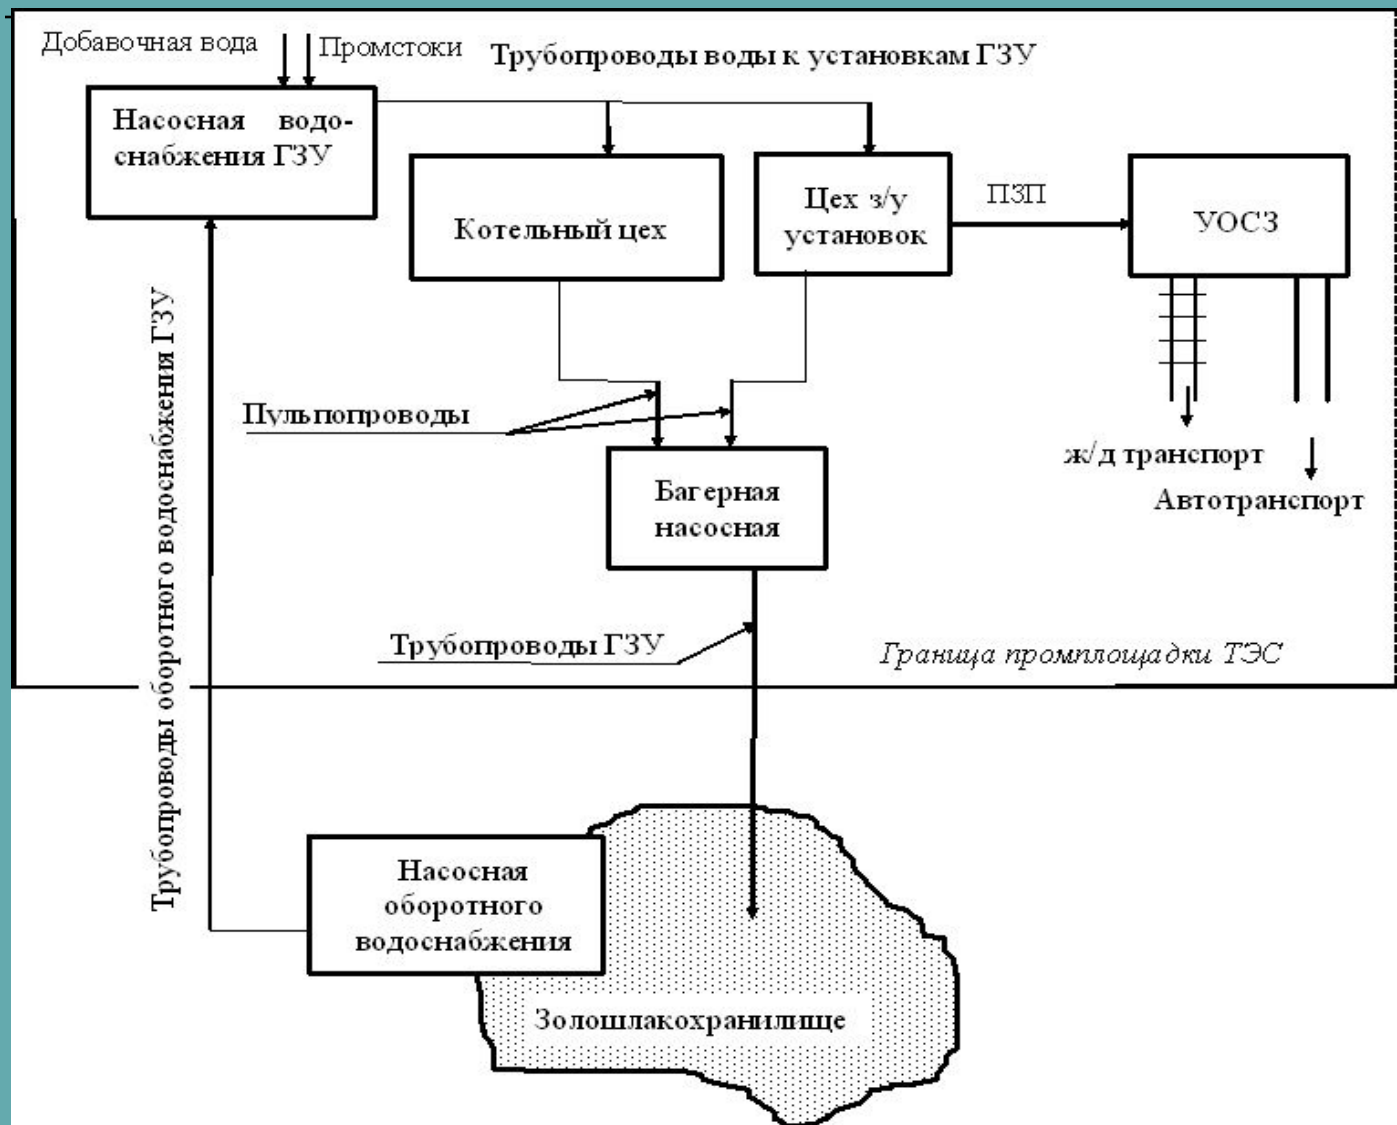 Добавочная вода
Промстоки
Трубопроводы воды к установкам ГЗУ
Насосная водо-
снабжения ГЗУ
Котельный цех
Цех з/у
установок
ПЗП
УОСЗ
Трубопроводы оборотного водоснабжения ГЗУ
Пульпопроводы
ж/д транспорт
Автотранспорт
Багерная
насосная
Трубопроводы ГЗУ
Граница промплощадки ТЭС
Насосная
оборотного
водоснабжения
Золошлакохранилище